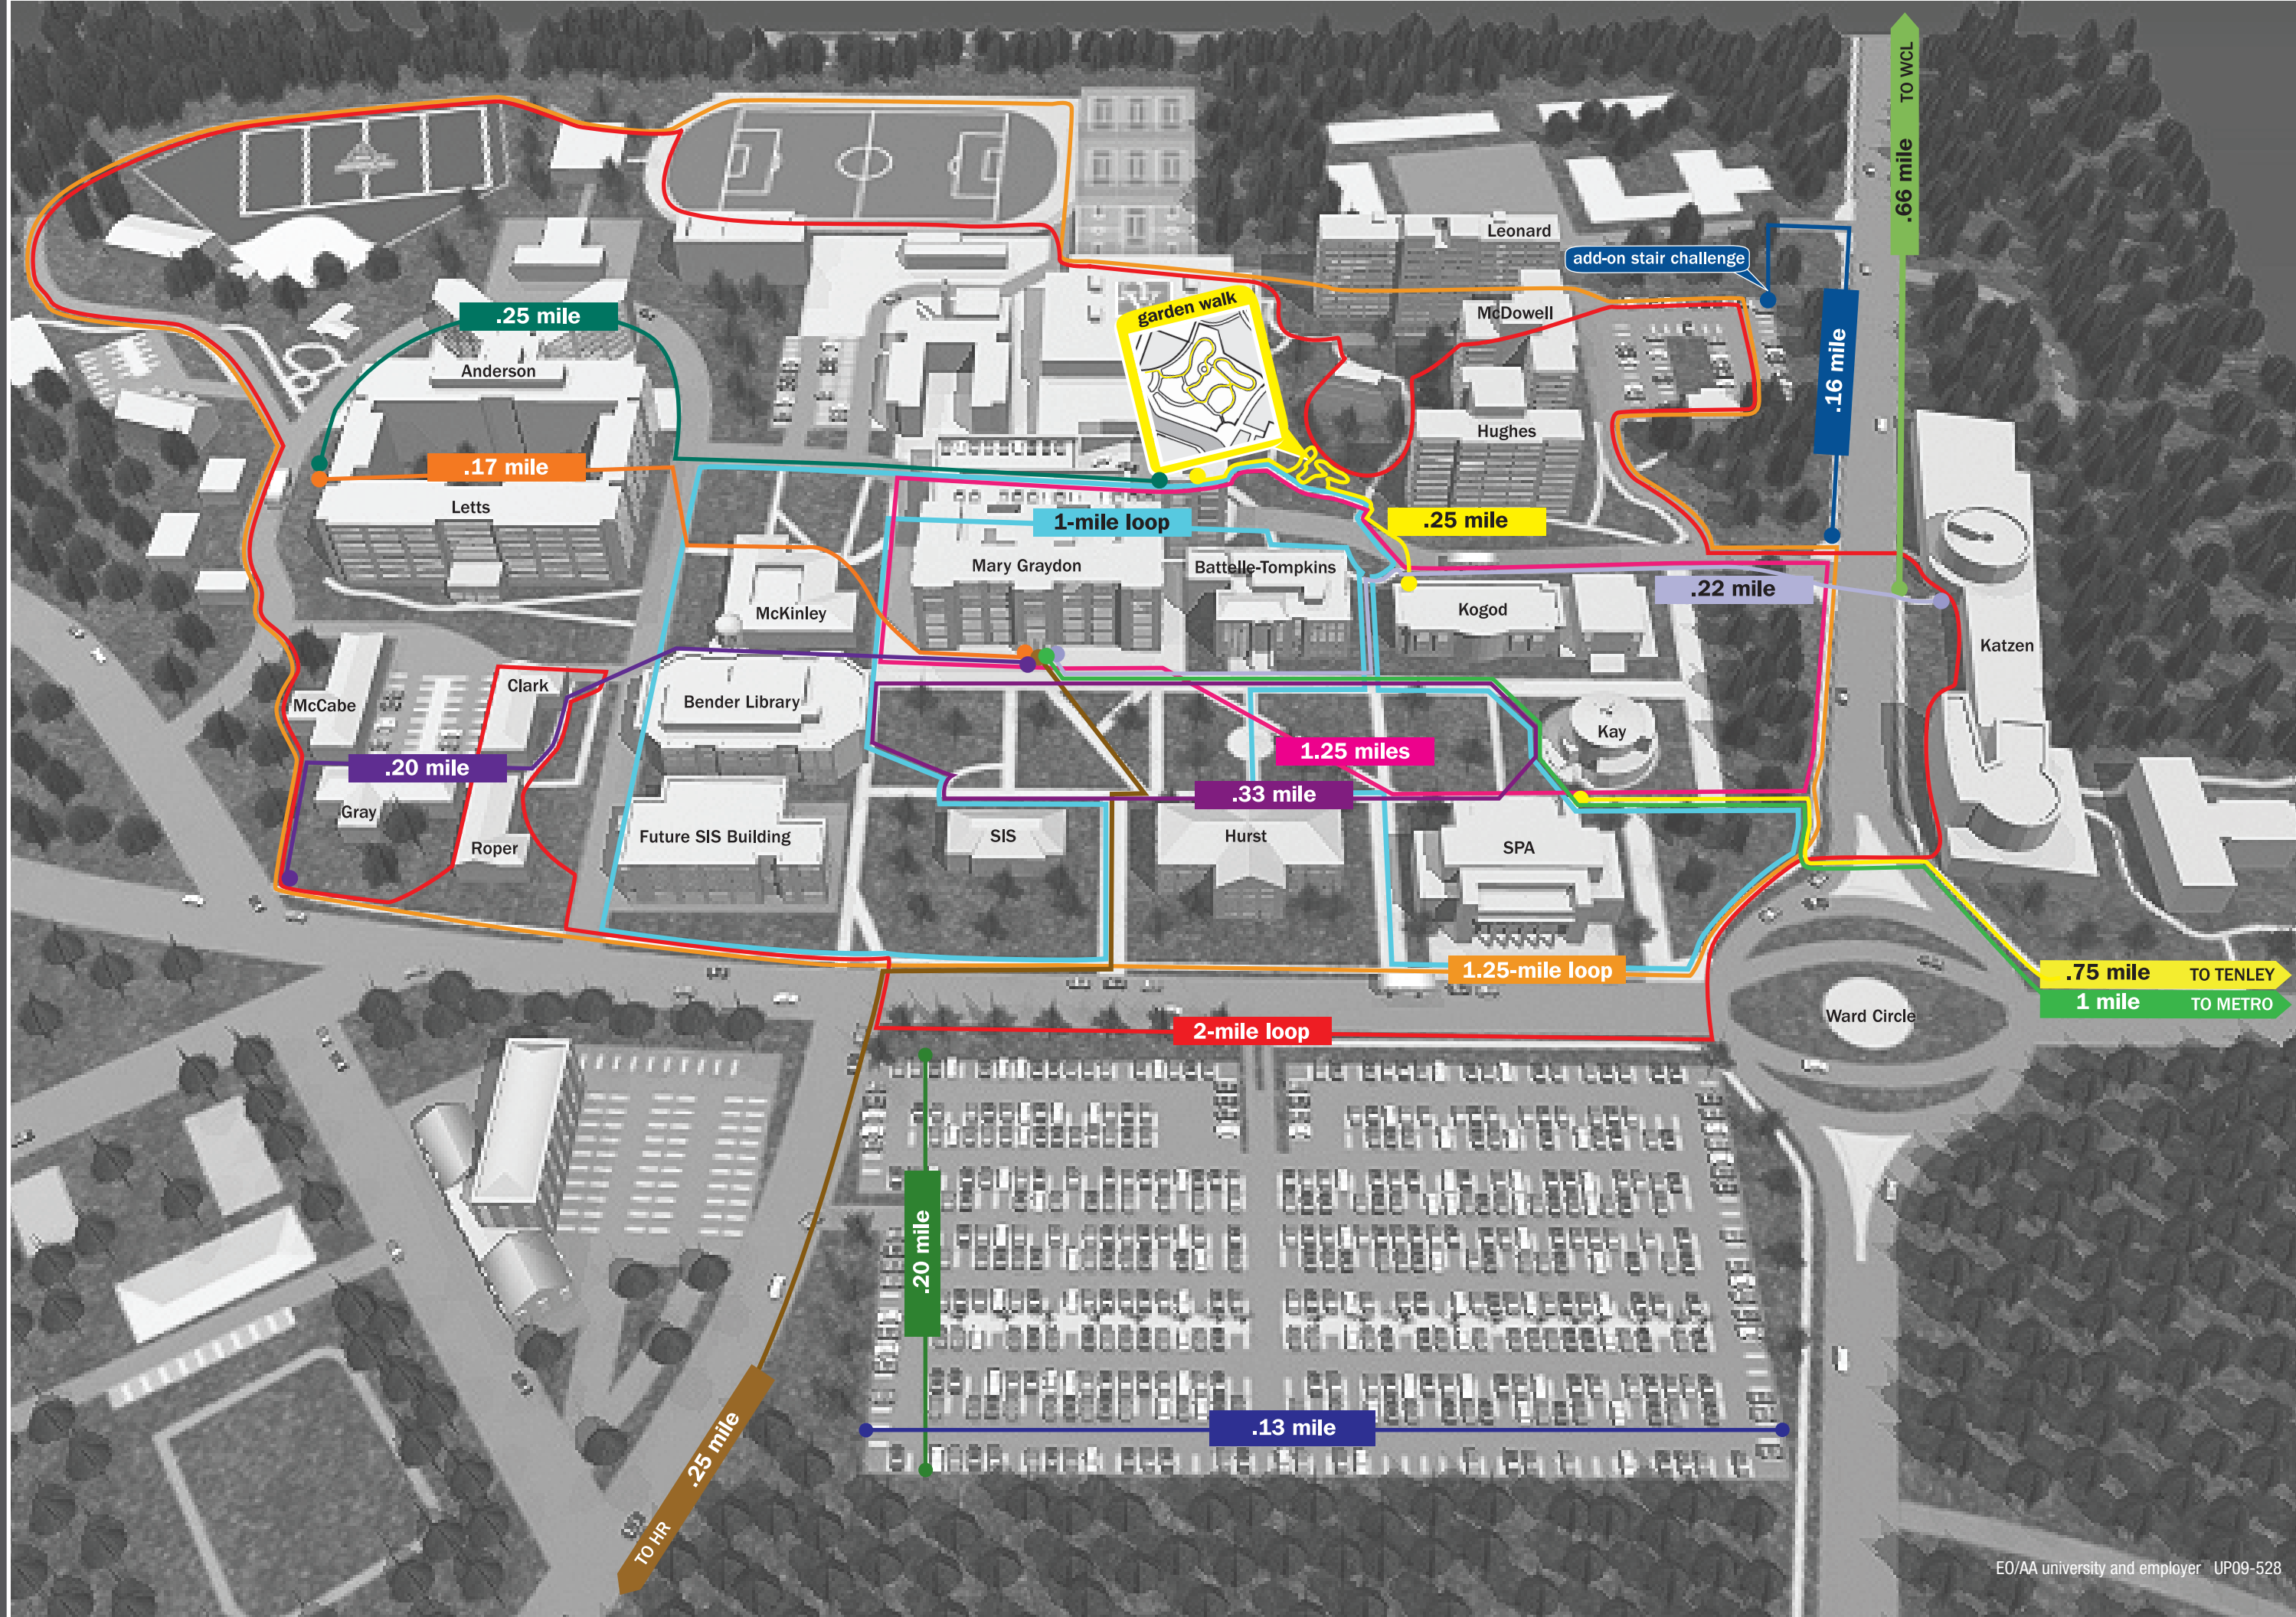 TO WCL
.66 mile
Leonard
add-on stair challenge
garden walk
.25 mile
McDowell
.16 mile
Anderson
Hughes
.17 mile
Letts
1-mile loop
.25 mile
Mary Graydon
Battelle-Tompkins
.22 mile
McKinley
Kogod
Katzen
Clark
McCabe
Bender Library
Kay
1.25 miles
.20 mile
.33 mile
Gray
Roper
Future SIS Building
SIS
Hurst
SPA
1.25-mile loop
.75 mile TO TENLEY
1 mile TO METRO
Ward Circle
2-mile loop
.20 mile
.13 mile
.25 mile
TO HR
EO/AA university and employer UP09-528